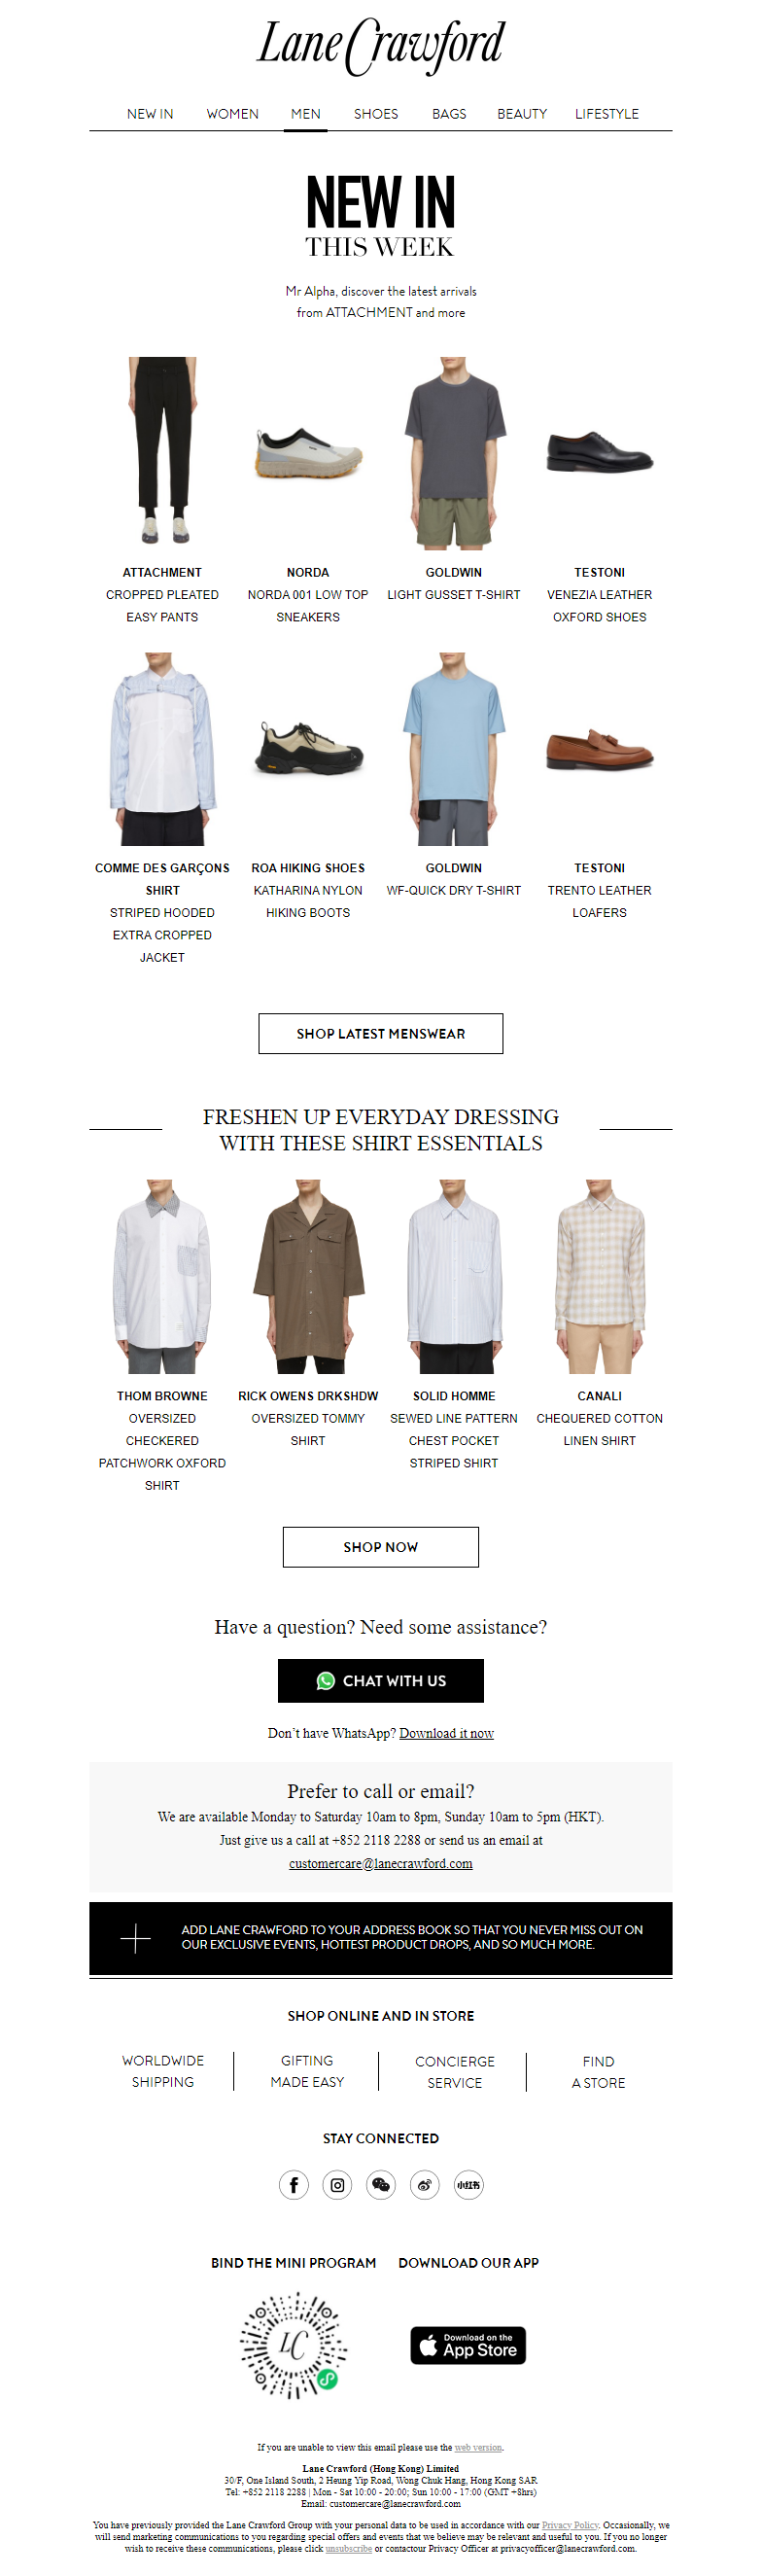 Lane Crawford
NEW IN WOMEN MEN SHOES BAGS BEAUTY LIFESTYLE
NEW IN
THIS WEEK
Mr Alpha, discover the latest arrivals
from ATTACHMENT and more
ATTACHMENT
CROPPED PLEATED
EASY PANTS
NORDA
NORDA 001 LOW TOP
SNEAKERS
GOLDWIN
LIGHT GUSSET T-SHIRT
TESTONI
VENEZIA LEATHER
OXFORD SHOES
COMME DES GARÇONS
SHIRT
STRIPED HOODED
EXTRA CROPPED
JACKET
ROA HIKING SHOES
KATHARINA NYLON
HIKING BOOTS
GOLDWIN
WF-QUICK DRY T-SHIRT
TESTONI
TRENTO LEATHER
LOAFERS
SHOP LATEST MENSWEAR
FRESHEN UP EVERYDAY DRESSING
WITH THESE SHIRT ESSENTIALS
THOM BROWNE
OVERSIZED
CHECKERED
PATCHWORK OXFORD
SHIRT
RICK OWENS DRKSHDW
OVERSIZED TOMMY
SHIRT
SOLID HOMME
SEWED LINE PATTERN
CHEST POCKET
STRIPED SHIRT
CANALI
CHEQUERED COTTON
LINEN SHIRT
SHOP NOW
Have a question? Need some assistance?
CHAT WITH US
Don’t have WhatsApp? Download it now
Prefer to call or email?
We are available Monday to Saturday 10am to 8pm, Sunday 10am to 5pm (HKT).
Just give us a call at +852 2118 2288 or send us an email at
customercare@lanecrawford.com
ADD LANE CRAWFORD TO YOUR ADDRESS BOOK SO THAT YOU NEVER MISS OUT ON
OUR EXCLUSIVE EVENTS, HOTTEST PRODUCT DROPS, AND SO MUCH MORE.
SHOP ONLINE AND IN STORE
WORLDWIDE
SHIPPING
GIFTING
MADE EASY
CONCIERGE
SERVICE
FIND
A STORE
STAY CONNECTED
小红书
BIND THE MINI PROGRAM
DOWNLOAD OUR APP
LC
Download on the
App Store
If you are unable to view this email please use the web version.
Lane Crawford (Hong Kong) Limited
30/F, One Island South, 2 Heung Yip Road, Wong Chuk Hang, Hong Kong SAR
Tel: +852 2118 2288 | Mon - Sat 10:00 - 20:00; Sun 10:00 - 17:00 (GMT +8hrs)
Email: customercare@lanecrawford.com
You have previously provided the Lane Crawford Group with your personal data to be used in accordance with our Privacy Policy. Occasionally, we
will send marketing communications to you regarding special offers and events that we believe may be relevant and useful to you. If you no longer
wish to receive these communications, please click unsubscribe or contactour Privacy Officer at privacyofficer@lanecrawford.com.